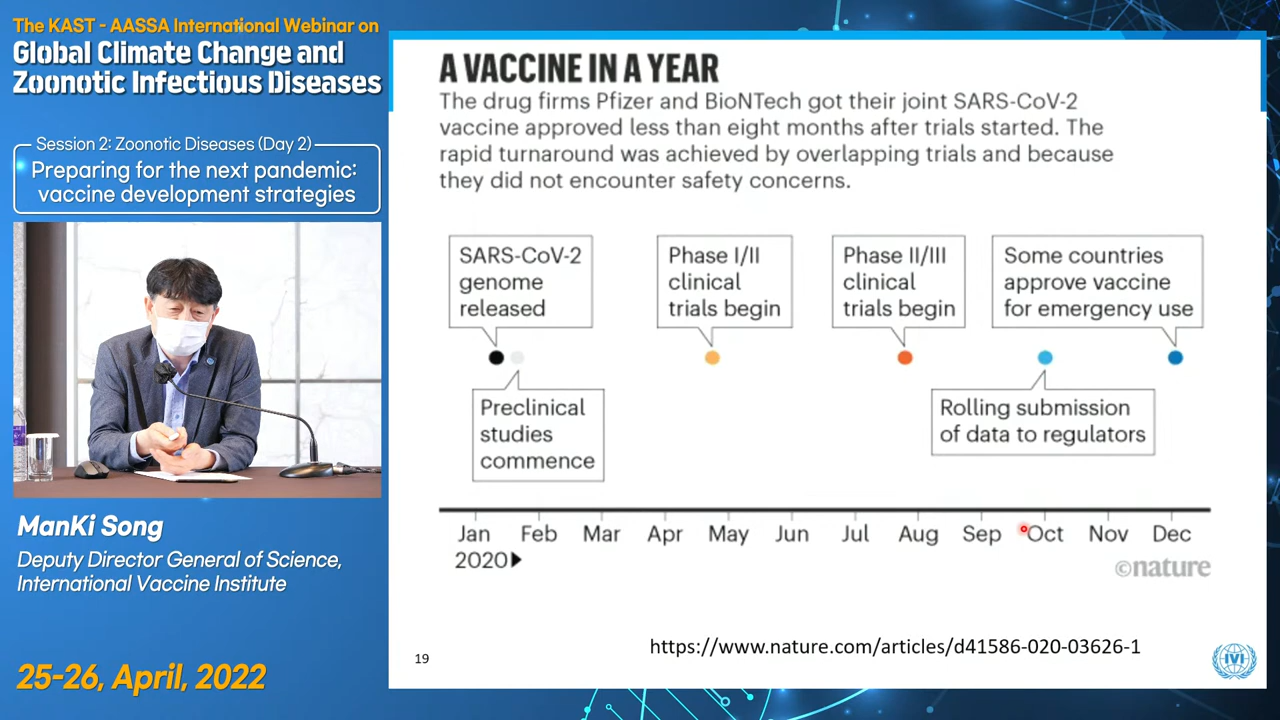 The KAST - AASSA International Webinar on
Global Climate Change and
Zoonotic Infectious Diseases
Session 2: Zoonotic Diseases (Day 2)
Preparing for the next pandemic:
vaccine development strategies
ManKi Song
Deputy Director General of Science,
International Vaccine Institute
25-26, April, 2022
A VACCINE IN A YEAR
The drug firms Pfizer and BioNTech got their joint SARS-CoV-2
vaccine approved less than eight months after trials started. The
rapid turnaround was achieved by overlapping trials and because
they did not encounter safety concerns.
SARS-CoV-2
genome
released
Phase I/II
clinical
trials begin
Phase II/III
clinical
trials begin
Some countries
approve vaccine
for emergency use
Preclinical
studies
commence
Rolling submission
of data to regulators
Jan Feb Mar Apr May Jun Jul Aug Sep Oct Nov Dec
2020
©nature
https://www.nature.com/articles/d41586-020-03626-1
19
IVI